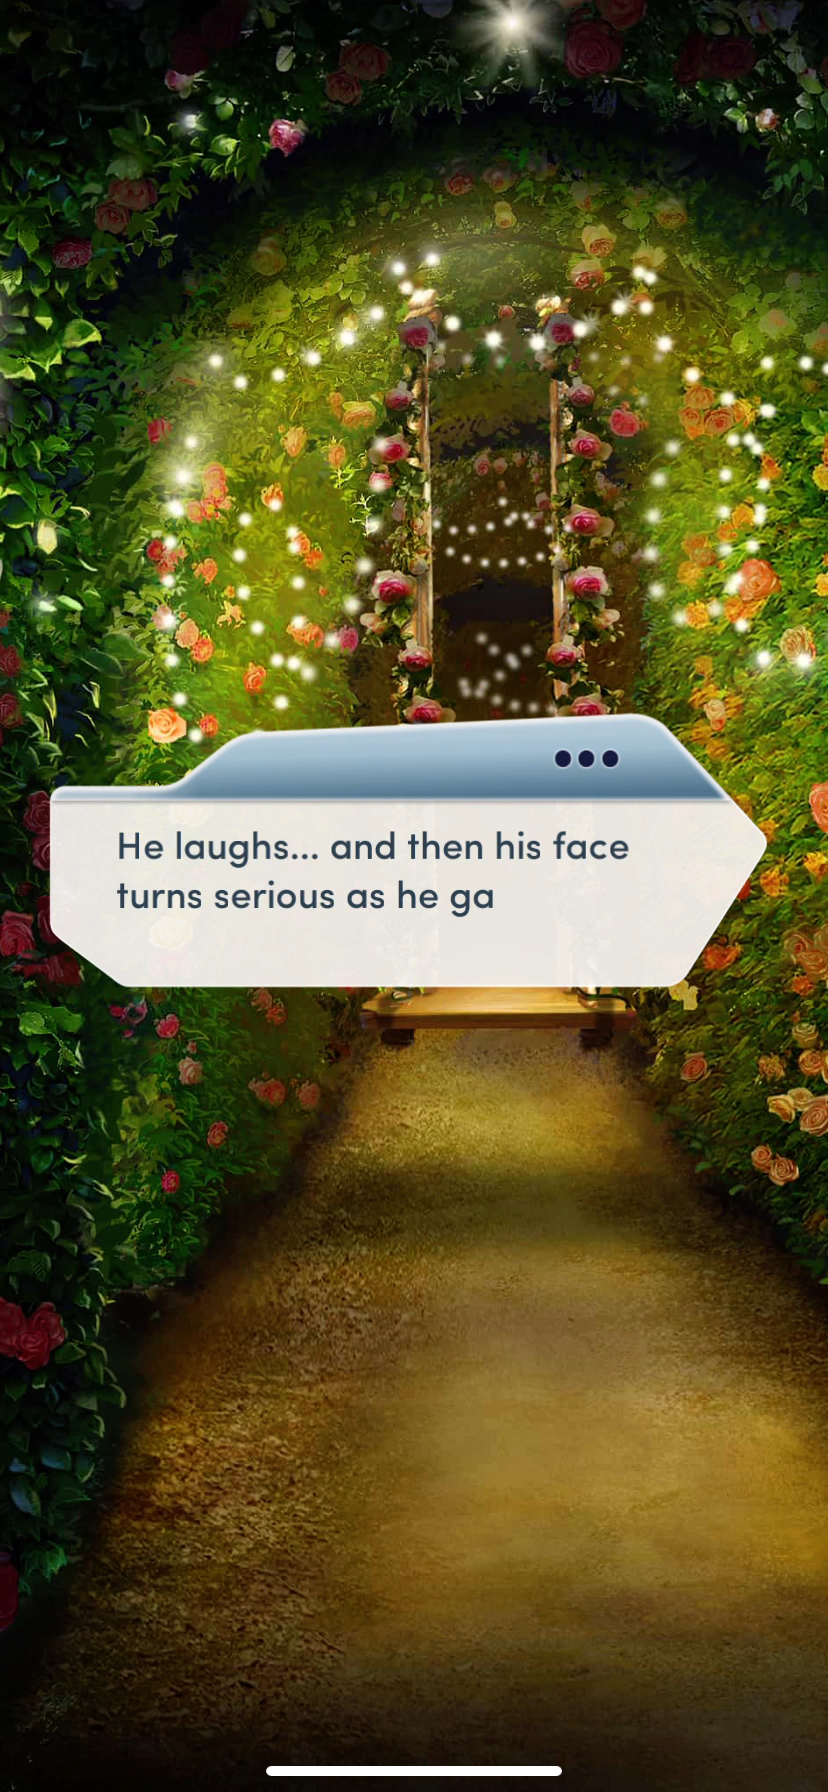 He laughs... and then his face
turns serious as he ga